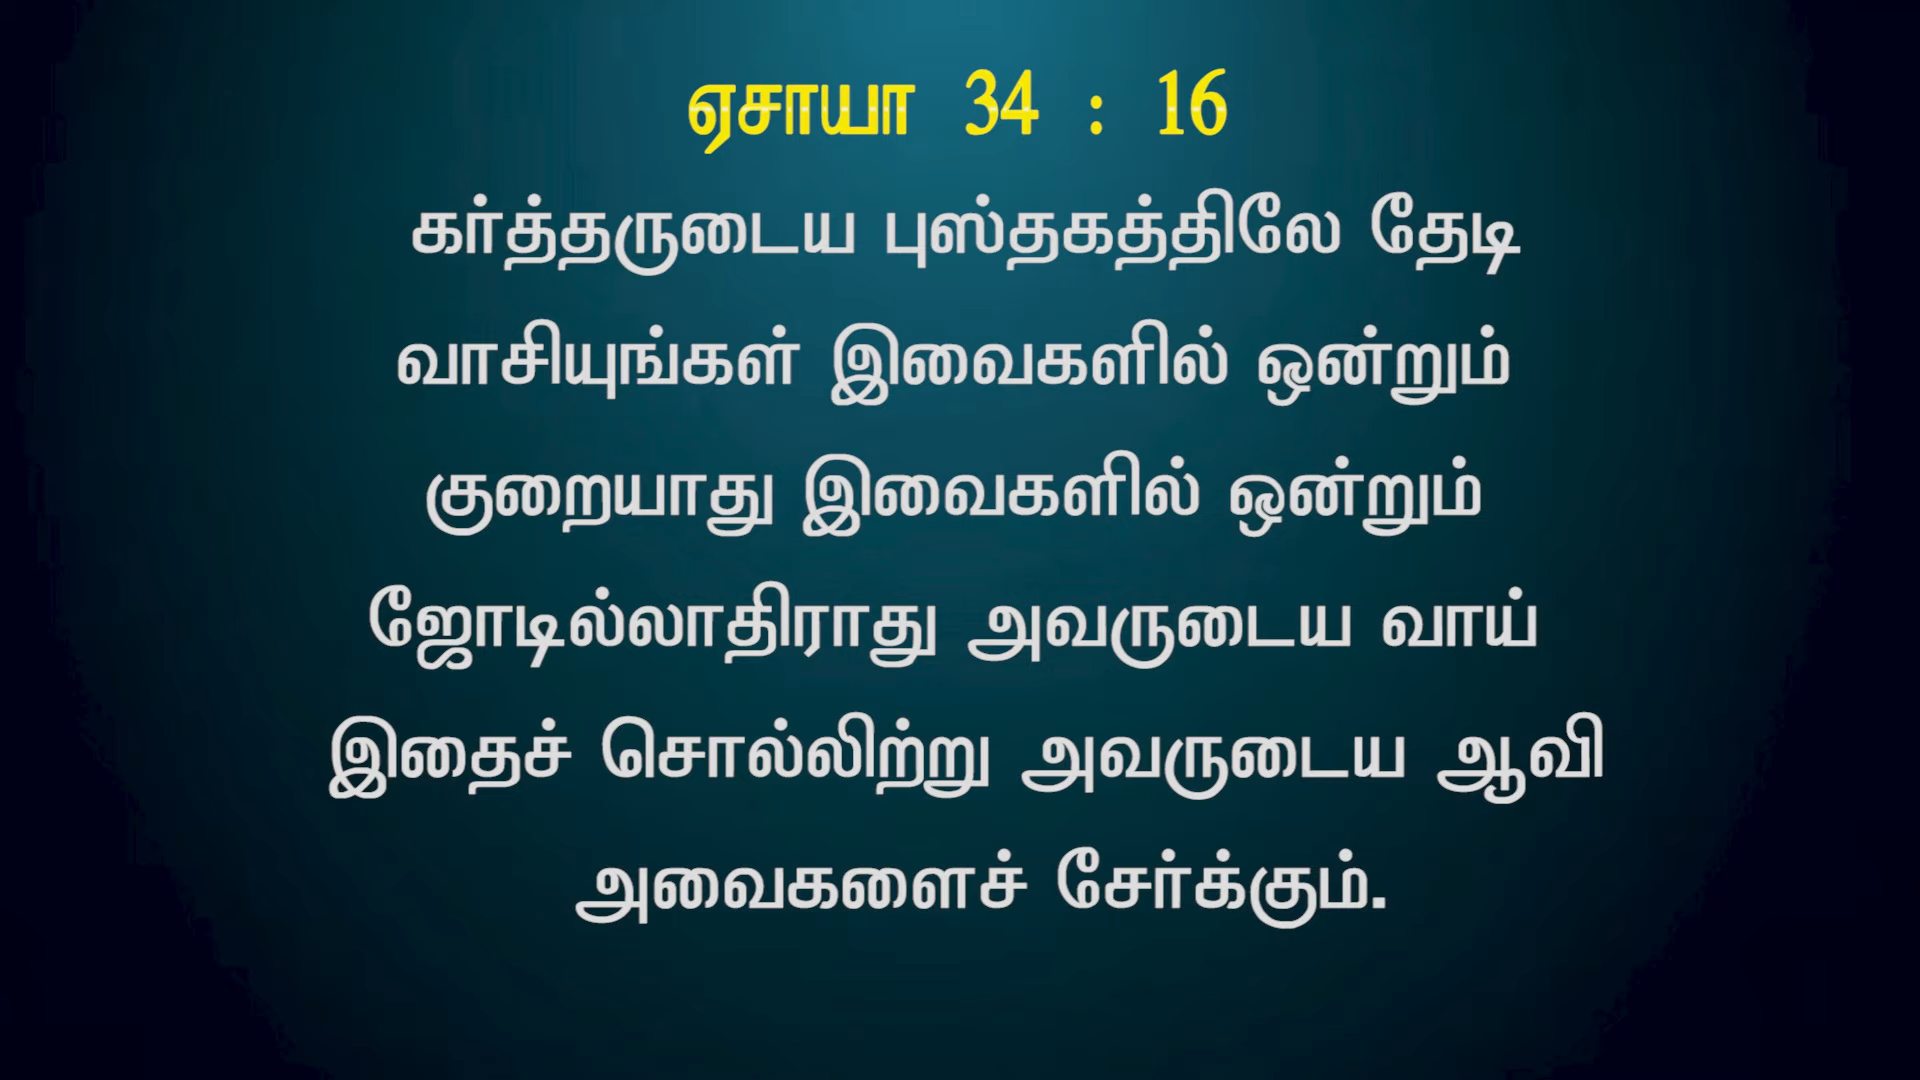 ஏசாயா 34 : 16
கர்த்தருடைய புஸ்தகத்திலே தேடி
வாசியுங்கள் இவைகளில் ஒன்றும்
குறையாது இவைகளில் ஒன்றும்
ஜோடில்லாதிராது அவருடைய வாய்
இதைச் சொல்லிற்று அவருடைய ஆவி
அவைகளைச் சேர்க்கும்.